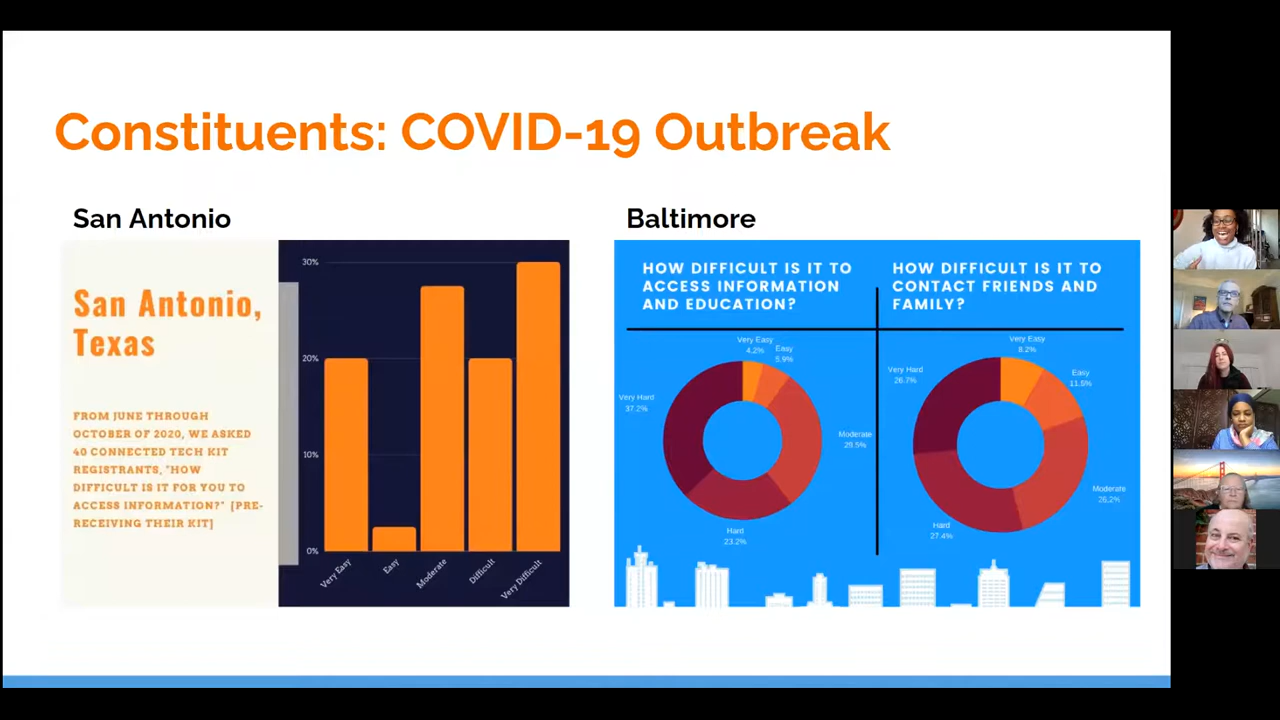 Constituents: COVID-19 Outbreak
San Antonio
San Antonio,
Texas
FROM JUNE THROUGH
OCTOBER OF 2020, WE ASKED
40 CONNECTED TECH KIT
REGISTRANTS, "HOW
DIFFICULT IS IT FOR YOU TO
ACCESS INFORMATION?" [PRE-
RECEIVING THEIR KIT]
30%
20%
10%
0%
Very Easy
Easy
Moderate
Difficult
Very Difficult
Baltimore
HOW DIFFICULT IS IT TO
ACCESS INFORMATION
AND EDUCATION?
Very Easy
4.2%
Easy
5.9%
Very Hard
37.2%
Moderate
29.5%
Hard
23.2%
HOW DIFFICULT IS IT TO
CONTACT FRIENDS AND
FAMILY?
Very Easy
8.2%
Very Hard
26.7%
Easy
11.5%
Moderate
26.2%
Hard
27.4%